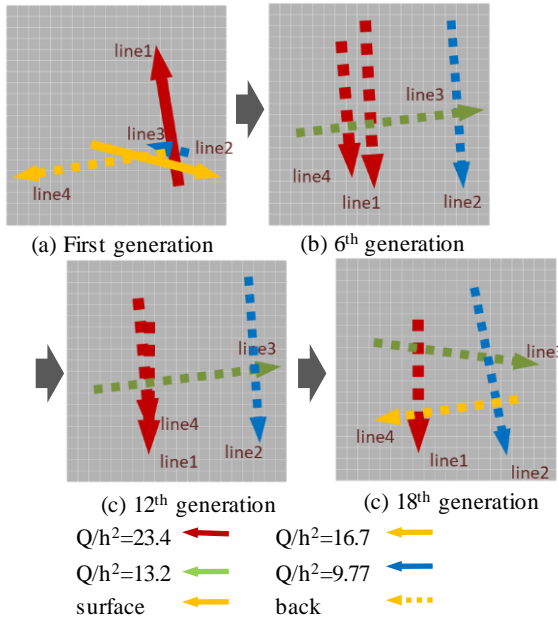 line1
line3
line2
line4
(a) First generation
line3
line4
line1
line2
(b) 6th generation
line3
line4
line1
line2
(c) 12th generation
line3
line4
line1
line2
(c) 18th generation
Q/h²=23.4
Q/h²=16.7
Q/h²=13.2
Q/h²=9.77
surface
back